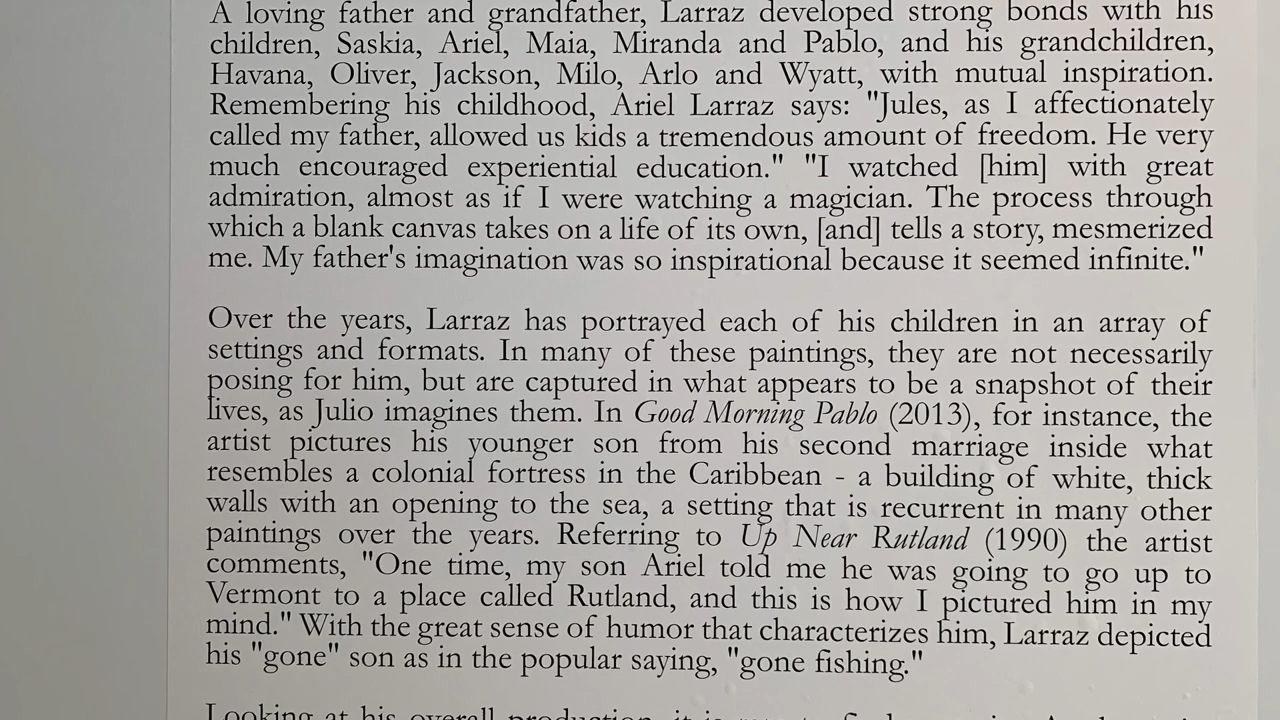 A loving father and grandfather, Larraz developed strong bonds with his
children, Saskia, Ariel, Maia, Miranda and Pablo, and his grandchildren,
Havana, Oliver, Jackson, Milo, Arlo and Wyatt, with mutual inspiration.
Remembering his childhood, Ariel Larraz says: "Jules, as I affectionately
called my father, allowed us kids a tremendous amount of freedom. He very
much encouraged experiential education." "I watched [him] with great
admiration, almost as if I were watching a magician. The process through
which a blank canvas takes on a life of its own, [and] tells a story, mesmerized
me. My father's imagination was so inspirational because it seemed infinite."
Over the years, Larraz has portrayed each of his children in an array of
settings and formats. In many of these paintings, they are not necessarily
posing for him, but are captured in what appears to be a snapshot of their
lives, as Julio imagines them. In Good Morning Pablo (2013), for instance, the
artist pictures his younger son from his second marriage inside what
resembles a colonial fortress in the Caribbean - a building of white, thick
walls with an opening to the sea, a setting that is recurrent in many other
paintings over the years. Referring to Up Near Rutland (1990) the artist
comments, "One time, my son Ariel told me he was going to go up to
Vermont to a place called Rutland, and this is how I pictured him in my
mind." With the great sense of humor that characterizes him, Larraz depicted
his "gone" son as in the popular saying, "gone fishing."
Looking at his overall production, it is